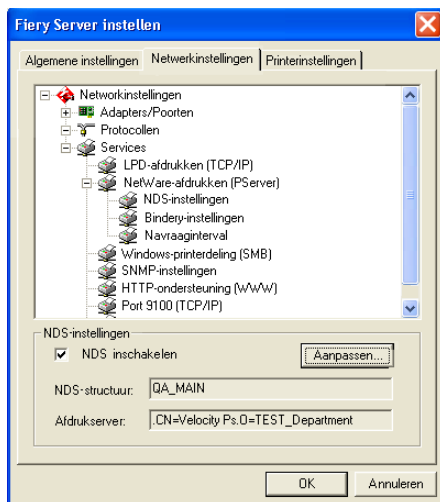 Fiery Server instellen
Algemene instellingen Netwerkinstellingen Printerinstellingen
Networkinstellingen
Adapters/Poorten
Protocollen
Services
LPD-afdrukken (TCP/IP)
NetWare-afdrukken (PServer)
NDS-instellingen
Bindery-instellingen
Navraaginterval
Windows-printerdeling (SMB)
SNMP-instellingen
HTTP-ondersteuning (WWW)
Port 9100 (TCP/IP)
NDS-instellingen
NDS inschakelen Aanpassen...
NDS-structuur: QA_MAIN
Afdrukserver: .CN=Velocity Ps.O=TEST_Department
OK Annuleren